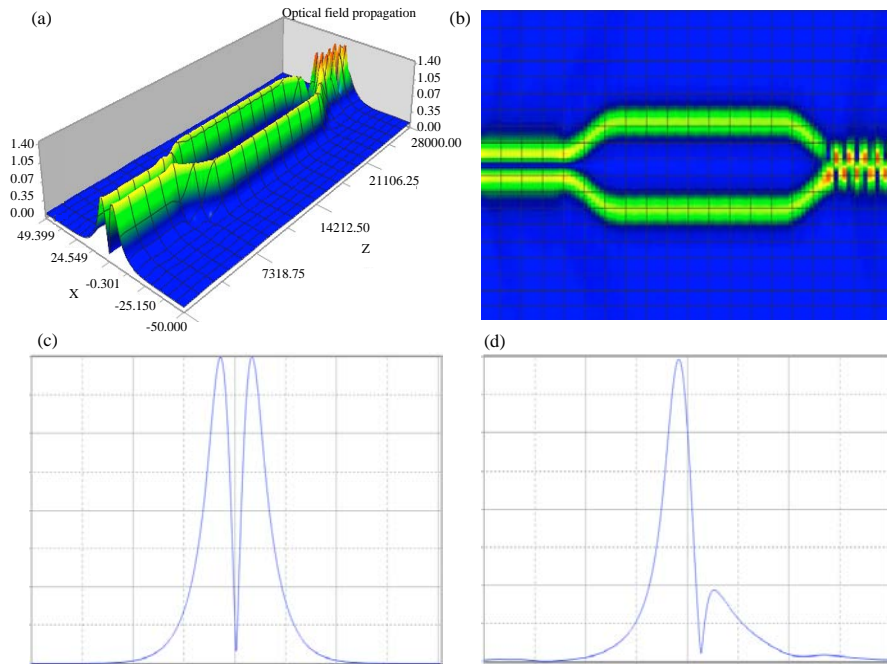 (a)
Optical field propagation
1.40
1.05
0.07
0.35
0.00
28000.00
21106.25
14212.50
Z
7318.75
1.40
1.05
0.07
0.35
0.00
49.399
24.549
-0.301
X
-25.150
-50.000
(b)
(c)
(d)